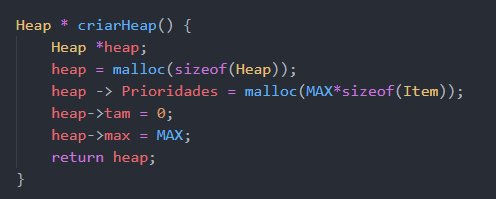 Heap * criarHeap() {
    Heap *heap;
    heap = malloc(sizeof(Heap));
    heap -> Prioridades = malloc(MAX*sizeof(Item));
    heap->tam = 0;
    heap->max = MAX;
    return heap;
}